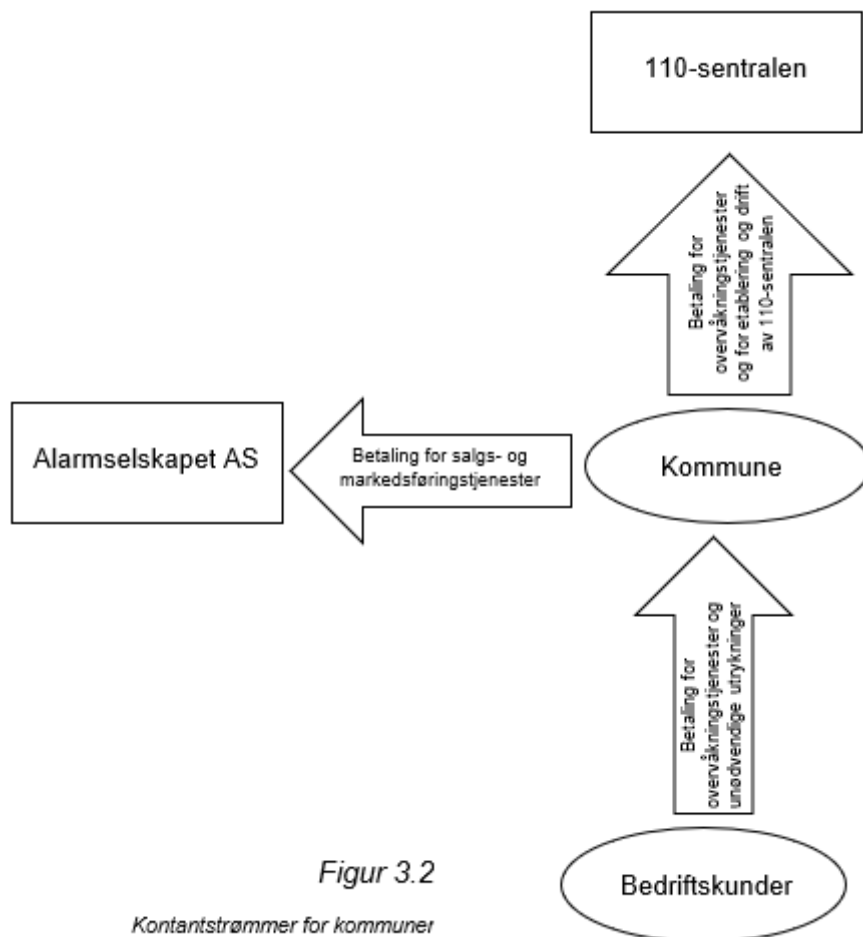 110-sentralen
Betaling for
overvåkningstjenester
og for etablering og drift
av 110-sentralen
Alarmselskapet AS
Betaling for salgs- og
markedsføringstjenester
Kommune
Betaling for
overvåkningstjenester og
unødvendige utrykninger
Bedriftskunder
Figur 3.2
Kontantstrømmer for kommuner